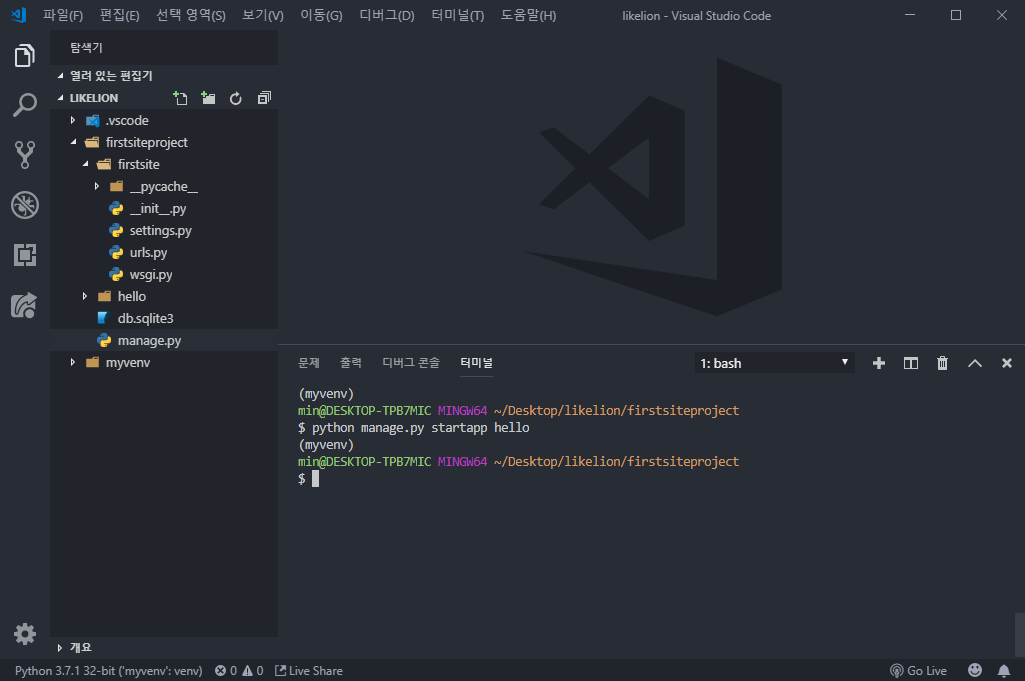 파일(F) 편집(E) 선택 영역(S) 보기(V) 이동(G) 디버그(D) 터미널(T) 도움말(H) likelion - Visual Studio Code
탐색기
열려 있는 편집기
LIKELION
.vscode
firstsiteproject
firstsite
__pycache__
__init__.py
settings.py
urls.py
wsgi.py
hello
db.sqlite3
manage.py
myvenv
개요
문제 출력 디버그 콘솔 터미널 1: bash
(myvenv)
min@DESKTOP-TPB7MIC MINGW64 ~/Desktop/likelion/firstsiteproject
$ python manage.py startapp hello
(myvenv)
min@DESKTOP-TPB7MIC MINGW64 ~/Desktop/likelion/firstsiteproject
$
Python 3.7.1 32-bit ('myvenv': venv) 0 0 Live Share Go Live